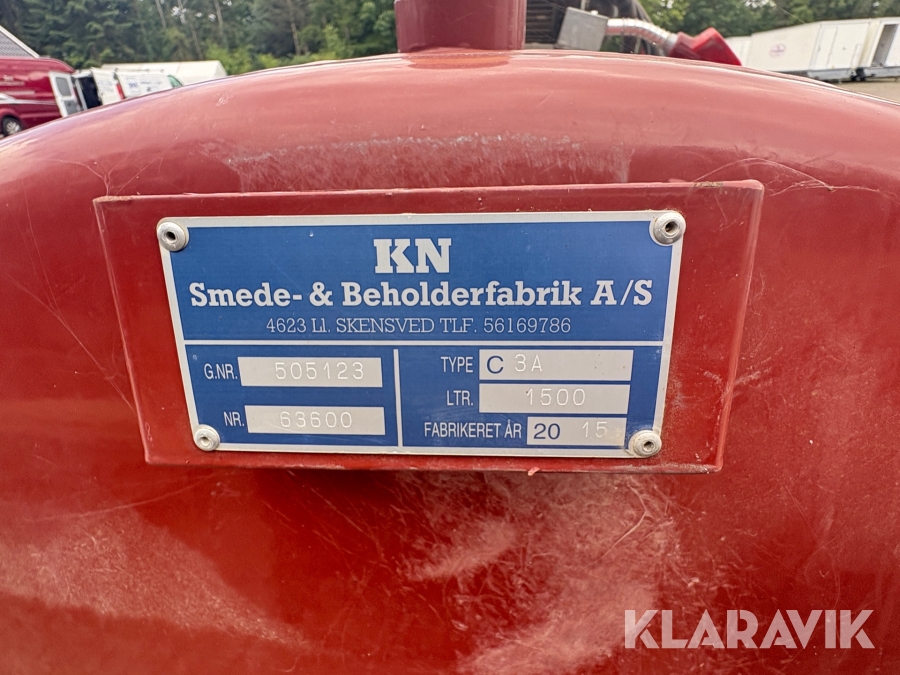 KN
Smede- & Beholderfabrik A/S
4623 Ll. SKENSVED TLF. 56169786
G.NR. 505123
NR. 63600
TYPE C 3A
LTR. 1500
FABRIKERET ÅR 20 15
KLARAVIK